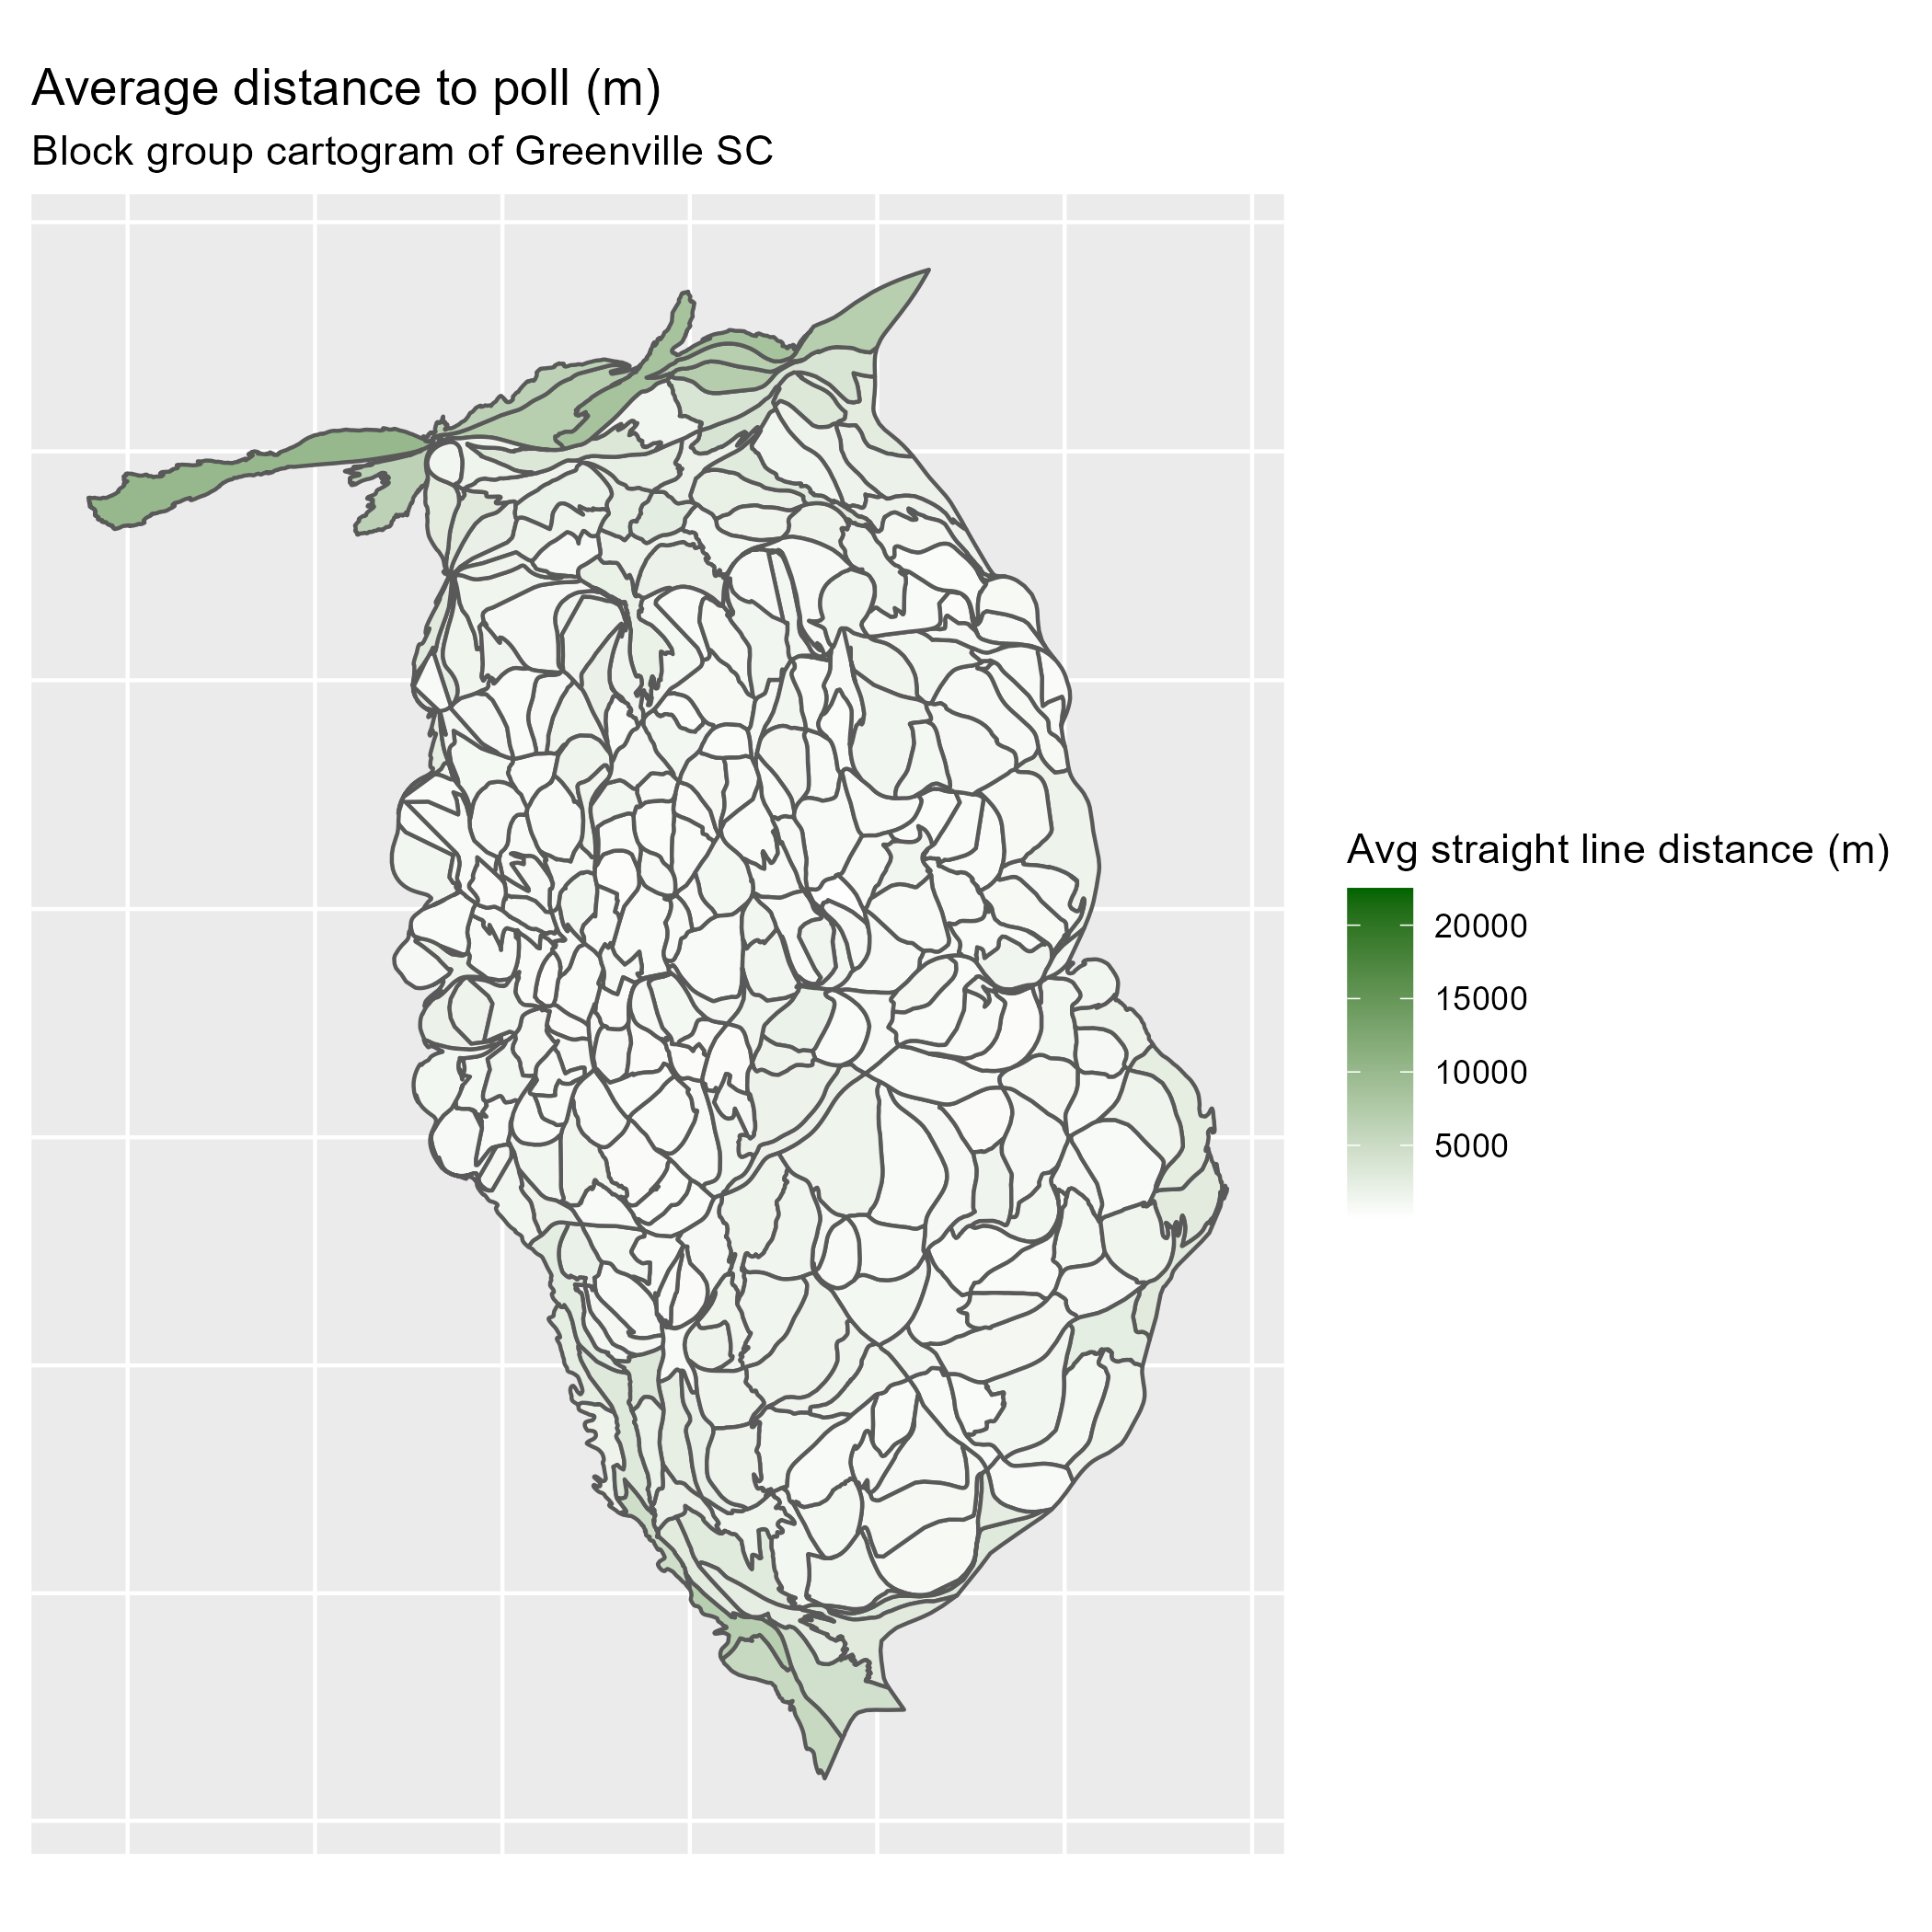 Average distance to poll (m)
Block group cartogram of Greenville SC
Avg straight line distance (m)
20000
15000
10000
5000